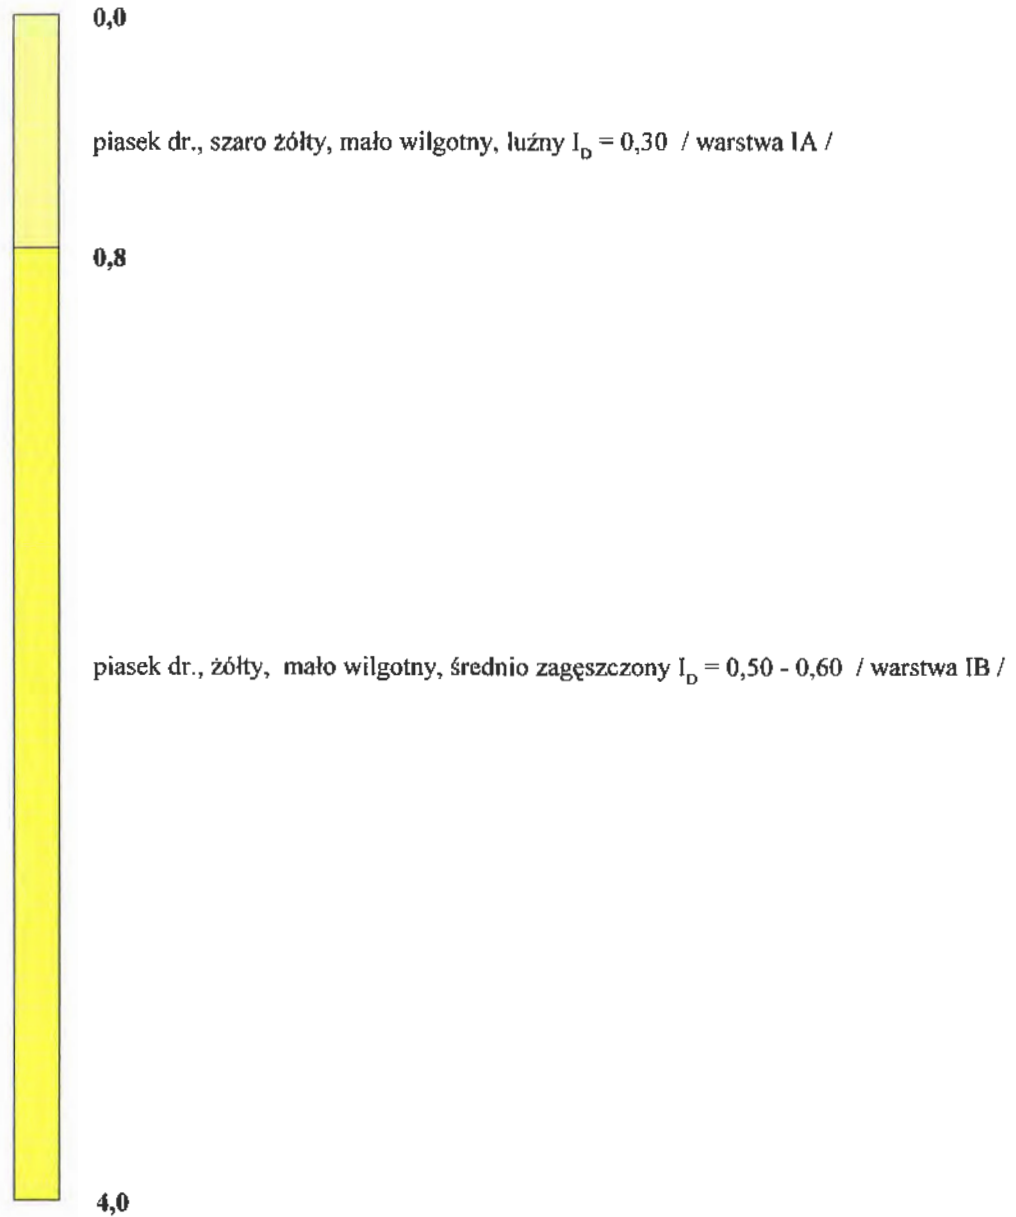 0,0
piasek dr., szaro żółty, mało wilgotny, luźny I_D = 0,30 / warstwa IA /
0,8
piasek dr., żółty, mało wilgotny, średnio zagęszczony I_D = 0,50 - 0,60 / warstwa IB /
4,0